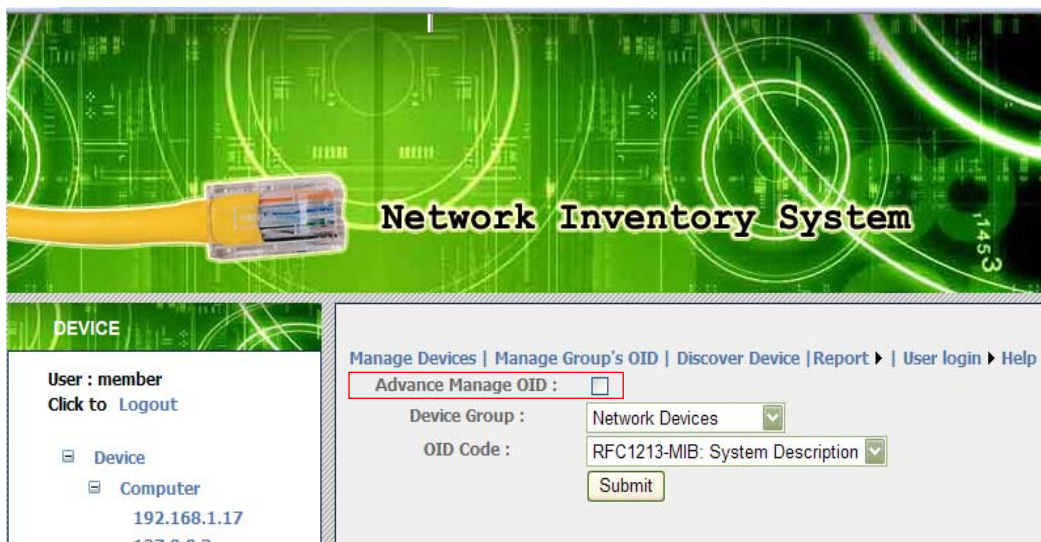 Network Inventory System
1453
DEVICE
User : member
Click to Logout
Device
Computer
192.168.1.17
Manage Devices | Manage Group's OID | Discover Device |Report | User login Help
Advance Manage OID :
Device Group : Network Devices
OID Code : RFC1213-MIB: System Description
Submit